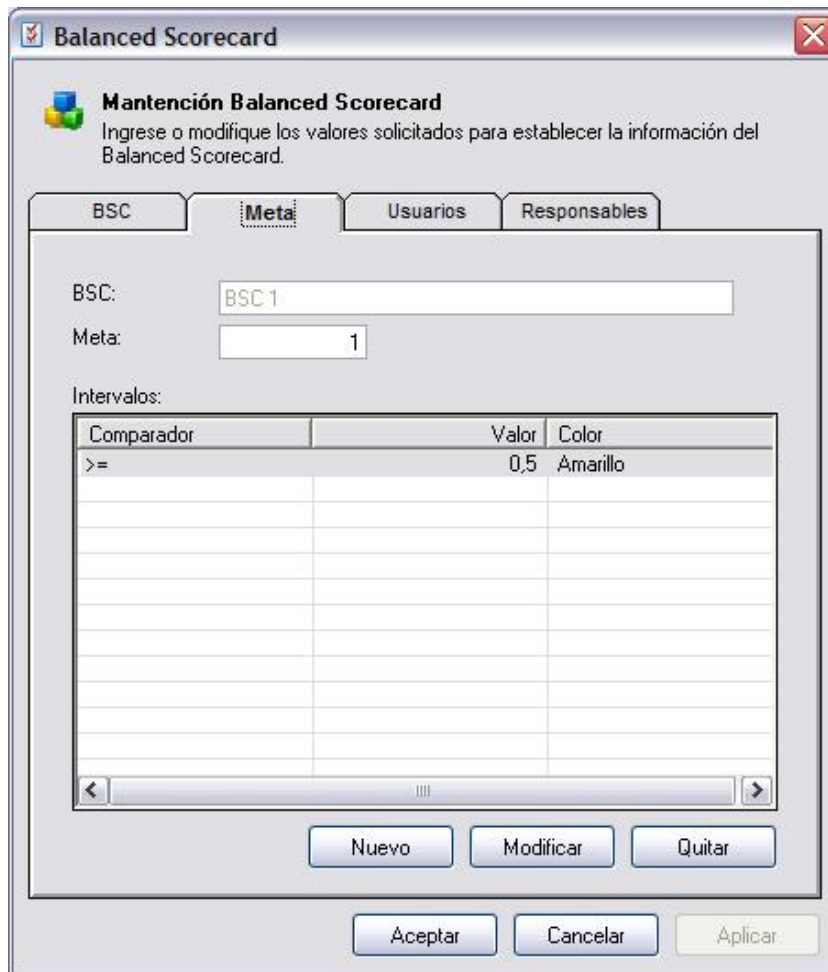 Balanced Scorecard
Mantención Balanced Scorecard
Ingrese o modifique los valores solicitados para establecer la información del
Balanced Scorecard.
BSC Meta Usuarios Responsables
BSC: BSC 1
Meta: 1
Intervalos:
Comparador Valor Color
>= 0,5 Amarillo
Nuevo Modificar Quitar
Aceptar Cancelar Aplicar